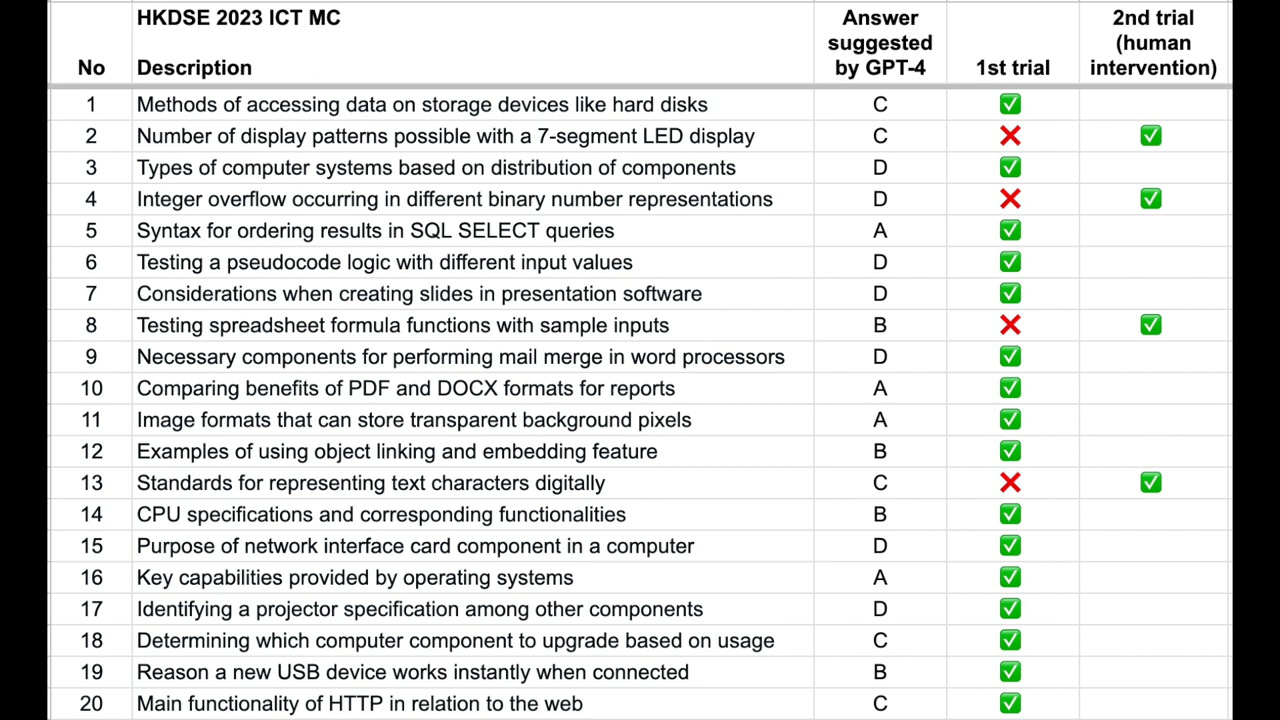 HKDSE 2023 ICT MC
Answer suggested by GPT-4
2nd trial (human intervention)
No Description 1st trial
1 Methods of accessing data on storage devices like hard disks C ✅
2 Number of display patterns possible with a 7-segment LED display C ❌ ✅
3 Types of computer systems based on distribution of components D ✅
4 Integer overflow occurring in different binary number representations D ❌ ✅
5 Syntax for ordering results in SQL SELECT queries A ✅
6 Testing a pseudocode logic with different input values D ✅
7 Considerations when creating slides in presentation software D ✅
8 Testing spreadsheet formula functions with sample inputs B ❌ ✅
9 Necessary components for performing mail merge in word processors D ✅
10 Comparing benefits of PDF and DOCX formats for reports A ✅
11 Image formats that can store transparent background pixels A ✅
12 Examples of using object linking and embedding feature B ✅
13 Standards for representing text characters digitally C ❌ ✅
14 CPU specifications and corresponding functionalities B ✅
15 Purpose of network interface card component in a computer D ✅
16 Key capabilities provided by operating systems A ✅
17 Identifying a projector specification among other components D ✅
18 Determining which computer component to upgrade based on usage C ✅
19 Reason a new USB device works instantly when connected B ✅
20 Main functionality of HTTP in relation to the web C ✅